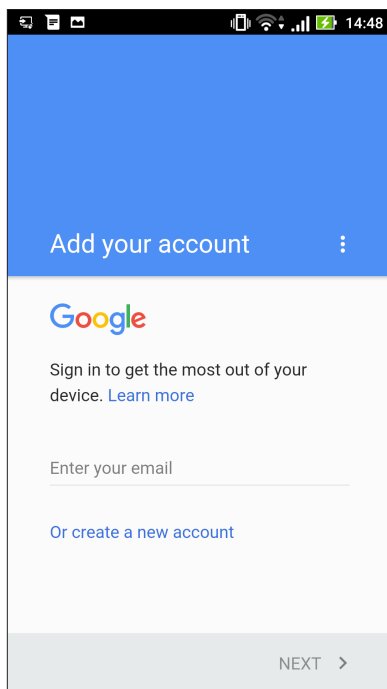 14:48
Add your account
Google
Sign in to get the most out of your
device. Learn more
Enter your email
Or create a new account
NEXT